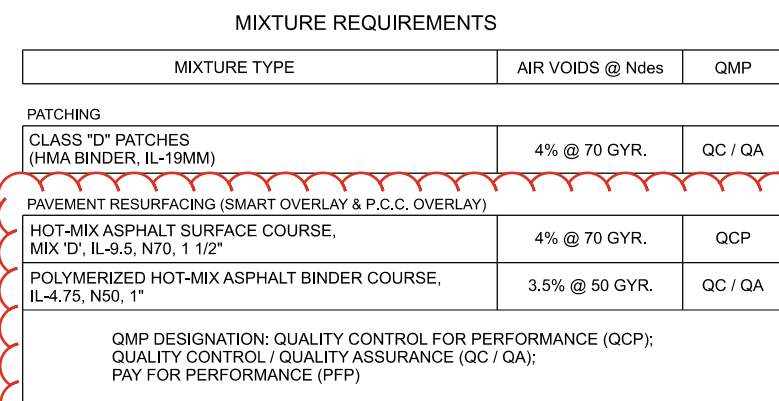 MIXTURE REQUIREMENTS
MIXTURE TYPE AIR VOIDS @ Ndes QMP
PATCHING
CLASS "D" PATCHES
(HMA BINDER, IL-19MM) 4% @ 70 GYR. QC / QA
PAVEMENT RESURFACING (SMART OVERLAY & P.C.C. OVERLAY)
HOT-MIX ASPHALT SURFACE COURSE,
MIX 'D', IL-9.5, N70, 1 1/2" 4% @ 70 GYR. QCP
POLYMERIZED HOT-MIX ASPHALT BINDER COURSE,
IL-4.75, N50, 1" 3.5% @ 50 GYR. QC / QA
QMP DESIGNATION: QUALITY CONTROL FOR PERFORMANCE (QCP);
QUALITY CONTROL / QUALITY ASSURANCE (QC / QA);
PAY FOR PERFORMANCE (PFP)